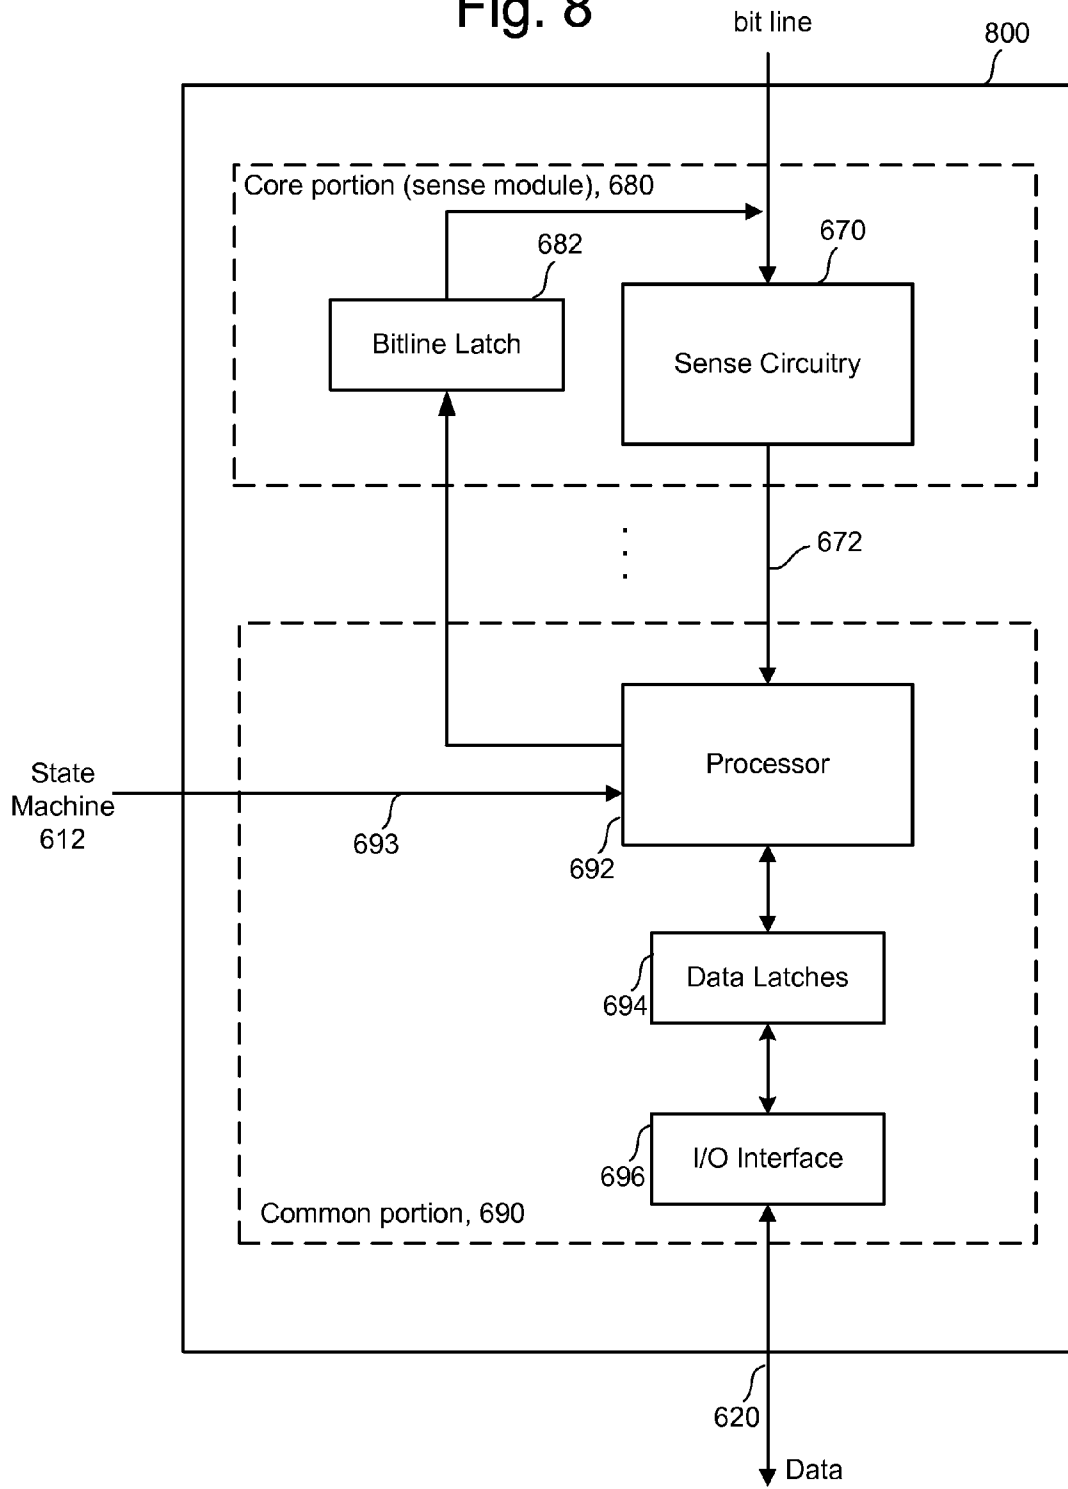 Fig. 8
bit line
800
Core portion (sense module), 680
682
670
Bitline Latch
Sense Circuitry
672
State
Machine
612
693
Processor
692
Data Latches
694
I/O Interface
696
Common portion, 690
620
Data